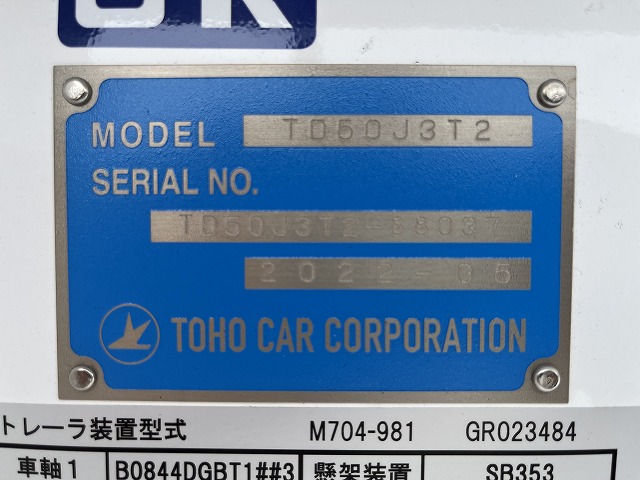 MODEL TD50J3T2
SERIAL NO.
2022-05
TOHO CAR CORPORATION
トレーラ装置型式 M704-981 GR023484
車軸1 B0844DGBT1##3 懸架装置 SB353